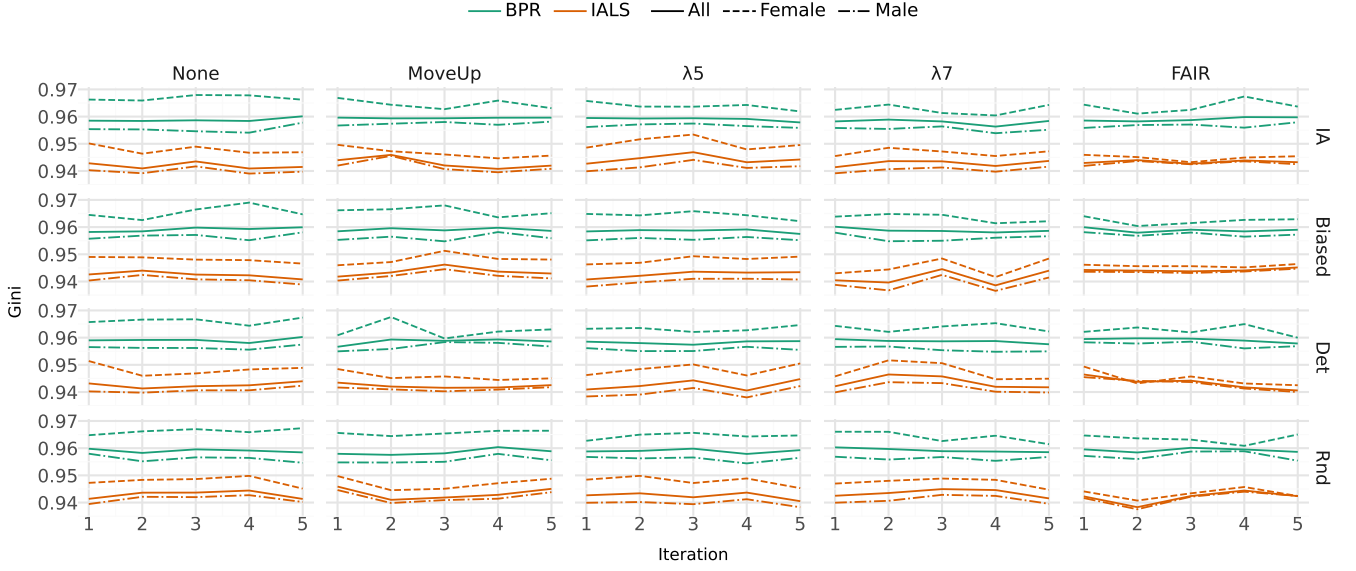 BPR IALS All Female Male
None MoveUp λ5 λ7 FAIR
0.97
0.96
0.95
0.94
IA
0.97
0.96
0.95
0.94
Biased
Gini
0.97
0.96
0.95
0.94
Det
0.97
0.96
0.95
0.94
Rnd
1 2 3 4 5 1 2 3 4 5 1 2 3 4 5 1 2 3 4 5 1 2 3 4 5
Iteration